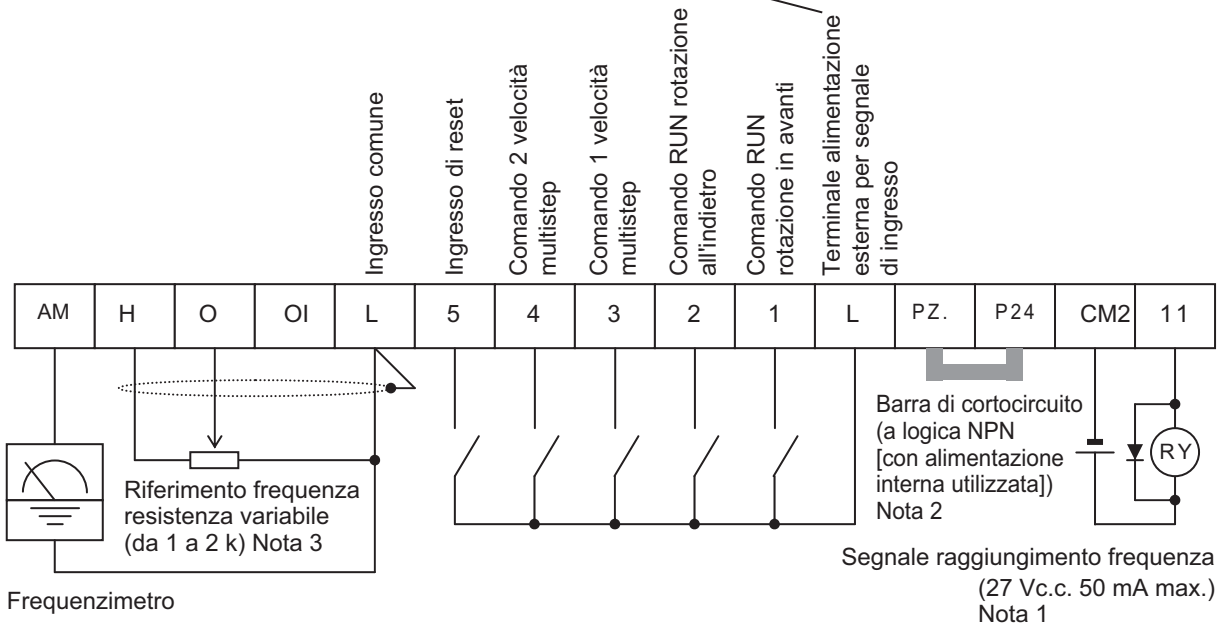 Ingresso comune
Ingresso di reset
Comando 2 velocità
multistep
Comando 1 velocità
multistep
Comando RUN rotazione
all'indietro
Comando RUN
rotazione in avanti
Terminale alimentazione
esterna per segnale
di ingresso
AM H O OI L 5 4 3 2 1 L PZ. P24 CM2 11
Barra di cortocircuito
(a logica NPN
[con alimentazione
interna utilizzata])
Nota 2
RY
Riferimento frequenza
resistenza variabile
(da 1 a 2 k) Nota 3
Frequenzimetro
Segnale raggiungimento frequenza
(27 Vc.c. 50 mA max.)
Nota 1